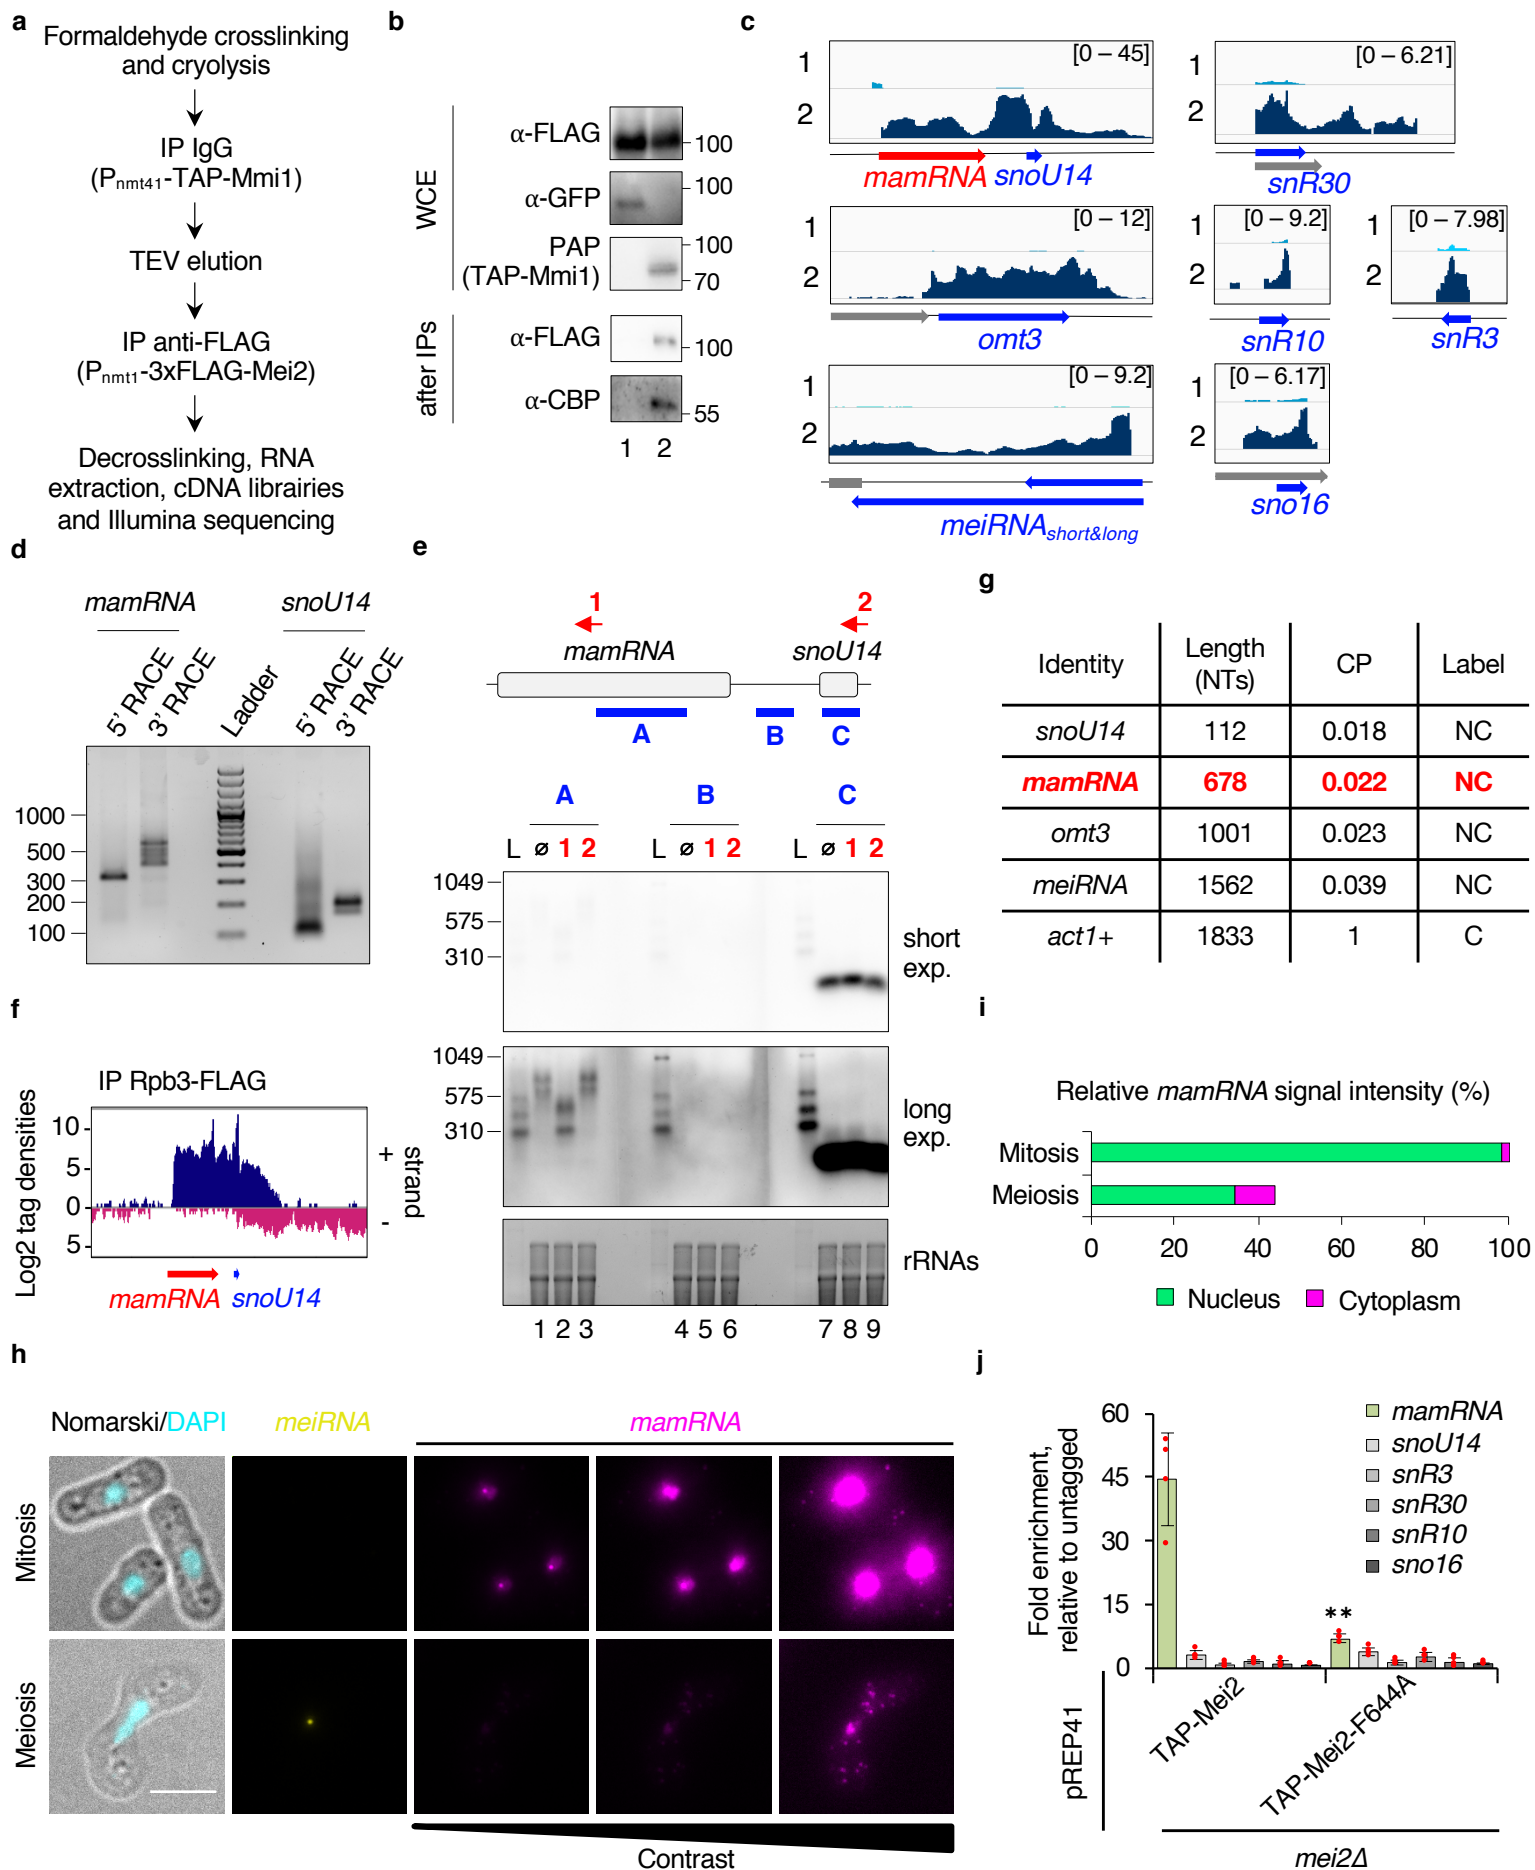 a
Formaldehyde crosslinking
and cryolysis
IP IgG
(Pnmt41-TAP-Mmi1)
TEV elution
IP anti-FLAG
(Pnmt1-3xFLAG-Mei2)
Decrosslinking, RNA
extraction, cDNA librairies
and Illumina sequencing
b
WCE
α-FLAG
100
α-GFP
100
PAP
(TAP-Mmi1)
100
70
after IPs
α-FLAG
100
α-CBP
55
1 2
c
1
2
[0 – 45]
mamRNA snoU14
1
2
[0 – 6.21]
snR30
1
2
[0 – 12]
omt3
1
2
[0 – 9.2]
snR10
1
2
[0 – 7.98]
snR3
1
2
[0 – 9.2]
meiRNAshort&long
1
2
[0 – 6.17]
sno16
d
mamRNA snoU14
5' RACE
3' RACE
Ladder
5' RACE
3' RACE
1000
500
300
200
100
e
1 2
mamRNA snoU14
A B C
A B C
L ø 1 2 L ø 1 2 L ø 1 2
1049
575
310
short
exp.
1049
575
310
long
exp.
rRNAs
1 2 3 4 5 6 7 8 9
f
IP Rpb3-FLAG
Log2 tag densities
10
5
0
5
+
-
strand
mamRNA snoU14
g
Identity Length (NTs) CP Label
snoU14 112 0.018 NC
mamRNA 678 0.022 NC
omt3 1001 0.023 NC
meiRNA 1562 0.039 NC
act1+ 1833 1 C
i
Relative mamRNA signal intensity (%)
Mitosis
Meiosis
0 20 40 60 80 100
Nucleus Cytoplasm
h
Nomarski/DAPI meiRNA mamRNA
Mitosis
Meiosis
Contrast
j
Fold enrichment,
relative to untagged
60
45
30
15
0
**
mamRNA
snoU14
snR3
snR30
snR10
sno16
pREP41
TAP-Mei2
TAP-Mei2-F644A
mei2Δ